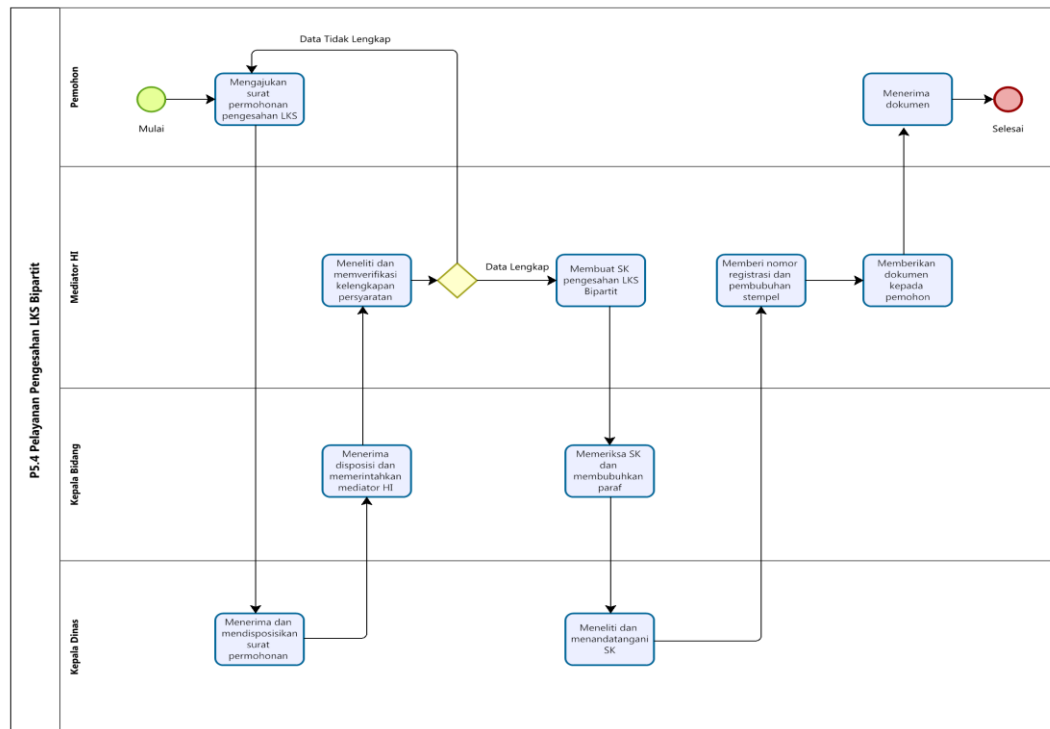 P5.4 Pelayanan Pengesahan LKS Bipartit
Pemohon
Data Tidak Lengkap
Mulai
Mengajukan
surat
permohonan
pengesahan LKS
Menerima
dokumen
Selesai
Mediator HI
Meneliti dan
memverifikasi
kelengkapan
persyaratan
Data Lengkap
Membuat SK
pengesahan LKS
Bipartit
Memberi nomor
registrasi dan
pembubuhan
stempel
Memberikan
dokumen
kepada
pemohon
Kepala Bidang
Menerima
disposisi dan
memerintahkan
mediator HI
Memeriksa SK
dan
membubuhkan
paraf
Kepala Dinas
Menerima dan
mendisposisikan
surat
permohonan
Meneliti dan
menandatangani
SK